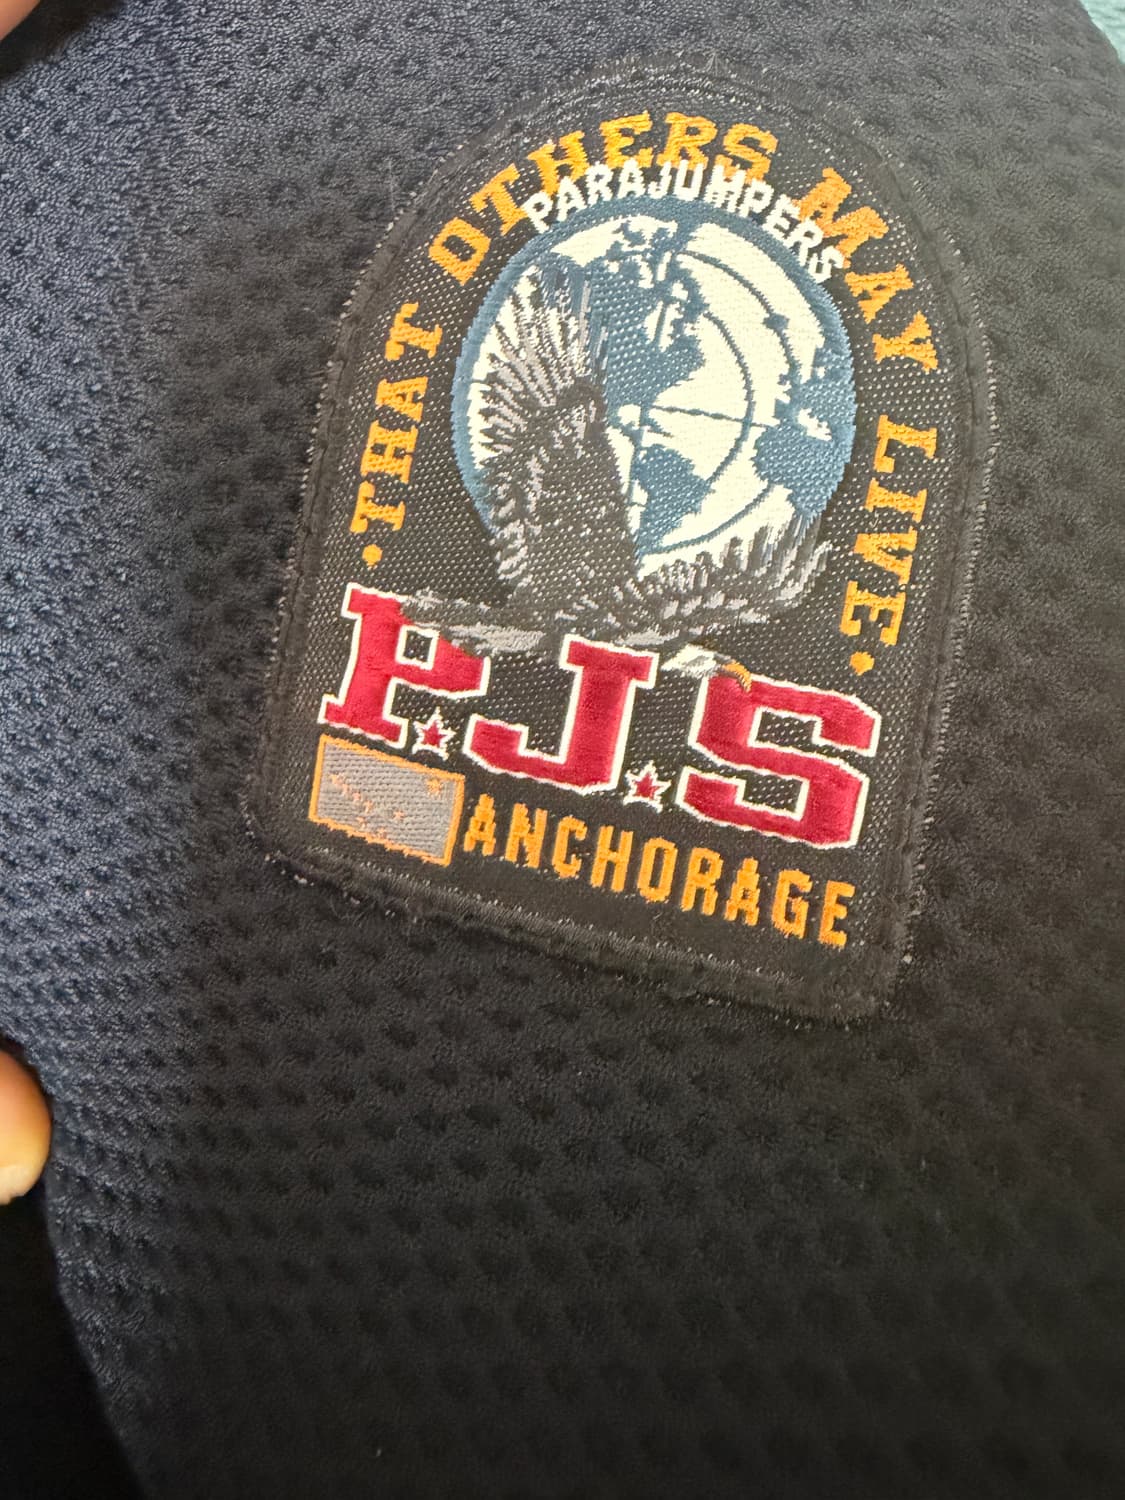 ·THAT OTHERS MAY LIVE·
PARAJUMPERS
P★J★S
ANCHORAGE